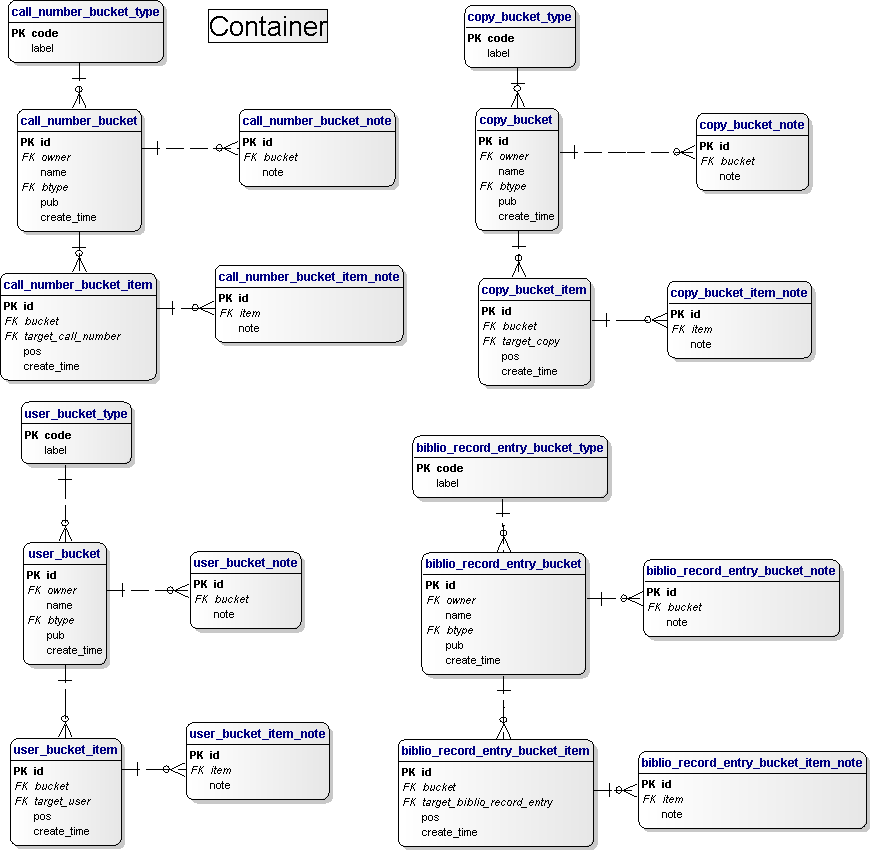 Container
call_number_bucket_type
PK code
label
call_number_bucket
PK id
FK owner
name
FK btype
pub
create_time
call_number_bucket_note
PK id
FK bucket
note
call_number_bucket_item
PK id
FK bucket
FK target_call_number
pos
create_time
call_number_bucket_item_note
PK id
FK item
note
copy_bucket_type
PK code
label
copy_bucket
PK id
FK owner
name
FK btype
pub
create_time
copy_bucket_note
PK id
FK bucket
note
copy_bucket_item
PK id
FK bucket
FK target_copy
pos
create_time
copy_bucket_item_note
PK id
FK item
note
user_bucket_type
PK code
label
user_bucket
PK id
FK owner
name
FK btype
pub
create_time
user_bucket_note
PK id
FK bucket
note
user_bucket_item
PK id
FK bucket
FK target_user
pos
create_time
user_bucket_item_note
PK id
FK item
note
biblio_record_entry_bucket_type
PK code
label
biblio_record_entry_bucket
PK id
FK owner
name
FK btype
pub
create_time
biblio_record_entry_bucket_note
PK id
FK bucket
note
biblio_record_entry_bucket_item
PK id
FK bucket
FK target_biblio_record_entry
pos
create_time
biblio_record_entry_bucket_item_note
PK id
FK item
note